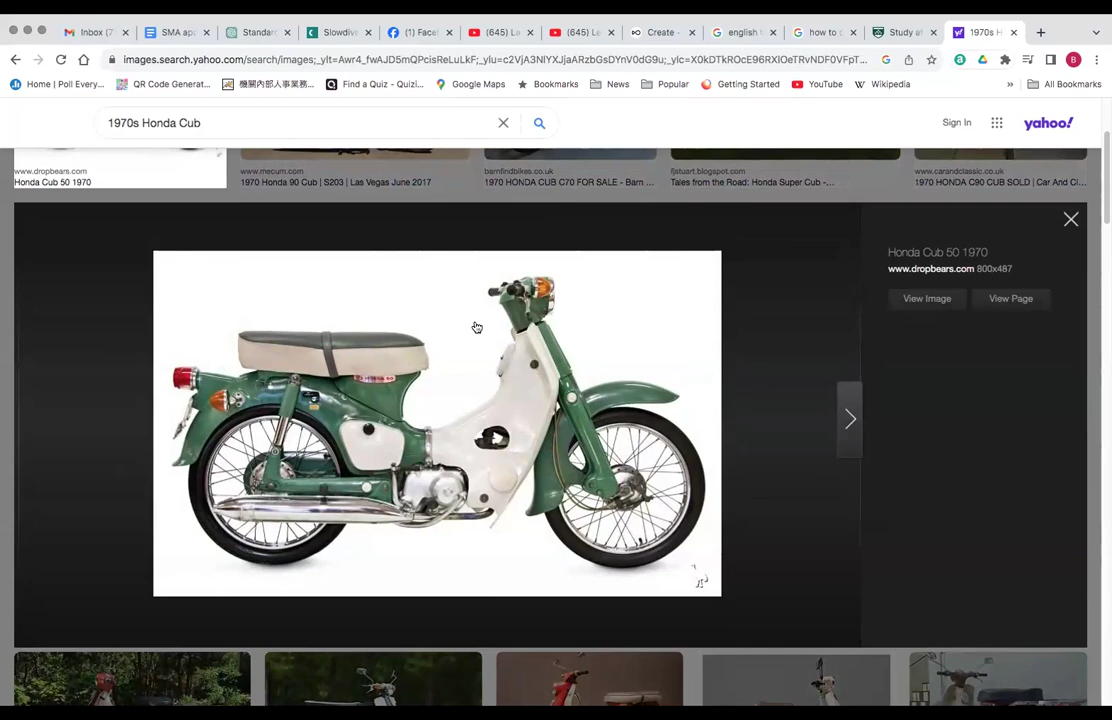 Inbox (7
SMA ap
Standar
Slowdive
(1) Facel
(645) La
(645) Le
Create -
english t
how to c
Study at
1970s H
images.search.yahoo.com/search/images;_ylt=Awr4_fwAJD5mQPcisReLuLkF;_ylu=c2VjA3NlYXJjaARzbGsDYnV0dG9u;_ylc=X0kDTkROcE96RXlOeTRvNDF0VFpT...
Home | Poll Every...
QR Code Generat...
機關內部人事業務...
Find a Quiz - Quizi...
Google Maps
Bookmarks
News
Popular
Getting Started
YouTube
Wikipedia
»
All Bookmarks
1970s Honda Cub
Sign In
yahoo!
www.dropbears.com
www.mecum.com
barnfindbikes.co.uk
fjstuart.blogspot.com
www.carandclassic.co.uk
Honda Cub 50 1970
1970 Honda 90 Cub | S203 | Las Vegas June 2017
1970 HONDA CUB C70 FOR SALE - Barn ...
Tales from the Road: Honda Super Cub -...
1970 HONDA C90 CUB SOLD | Car And Cl...
Honda Cub 50 1970
www.dropbears.com 800x487
View Image
View Page